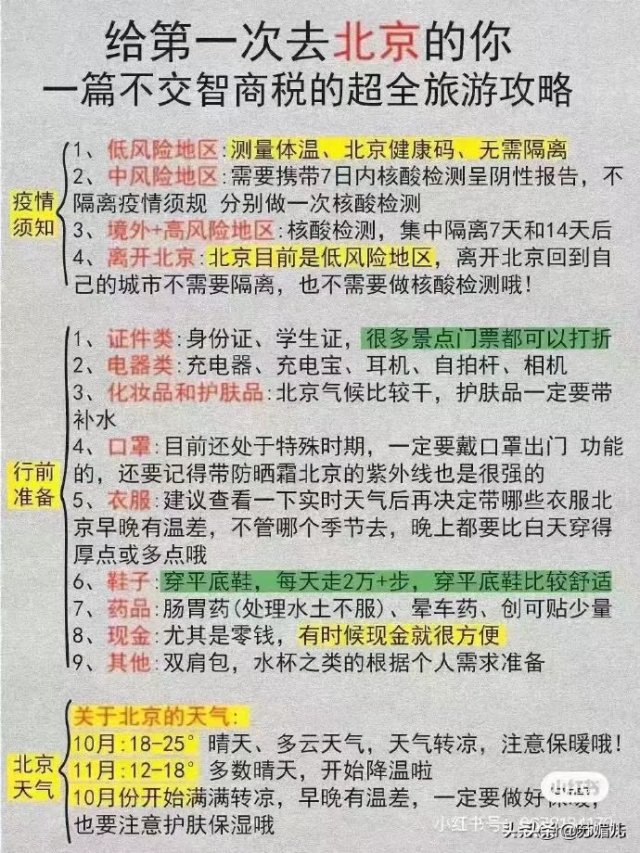 给第一次去北京的你
一篇不交智商税的超全旅游攻略
疫情
须知
1、低风险地区:测量体温、北京健康码、无需隔离
2、中风险地区:需要携带7日内核酸检测呈阴性报告，不
隔离疫情须规 分别做一次核酸检测
3、境外+高风险地区:核酸检测，集中隔离7天和14天后
4、离开北京:北京目前是低风险地区，离开北京回到自
己的城市不需要隔离，也不需要做核酸检测哦!
行前
准备
1、证件类:身份证、学生证，很多景点门票都可以打折
2、电器类:充电器、充电宝、耳机、自拍杆、相机
3、化妆品和护肤品:北京气候比较干，护肤品一定要带
补水
4、口罩:目前还处于特殊时期，一定要戴口罩出门 功能
的，还要记得带防晒霜北京的紫外线也是很强的
5、衣服:建议查看一下实时天气后再决定带哪些衣服北
京早晚有温差，不管哪个季节去，晚上都要比白天穿得
厚点或多点哦
6、鞋子:穿平底鞋，每天走2万+步，穿平底鞋比较舒适
7、药品:肠胃药(处理水土不服)、晕车药、创可贴少量
8、现金:尤其是零钱，有时候现金就很方便
9、其他:双肩包，水杯之类的根据个人需求准备
北京
天气
关于北京的天气:
10月:18-25°晴天、多云天气，天气转凉，注意保暖哦!
11月:12-18°多数晴天，开始降温啦
10月份开始满满转凉，早晚有温差，一定要做好保暖，
也要注意护肤保湿哦
小红书
小红书号:
头条@苏媚儿